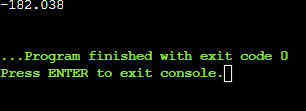 -182.038
...Program finished with exit code 0
Press ENTER to exit console.